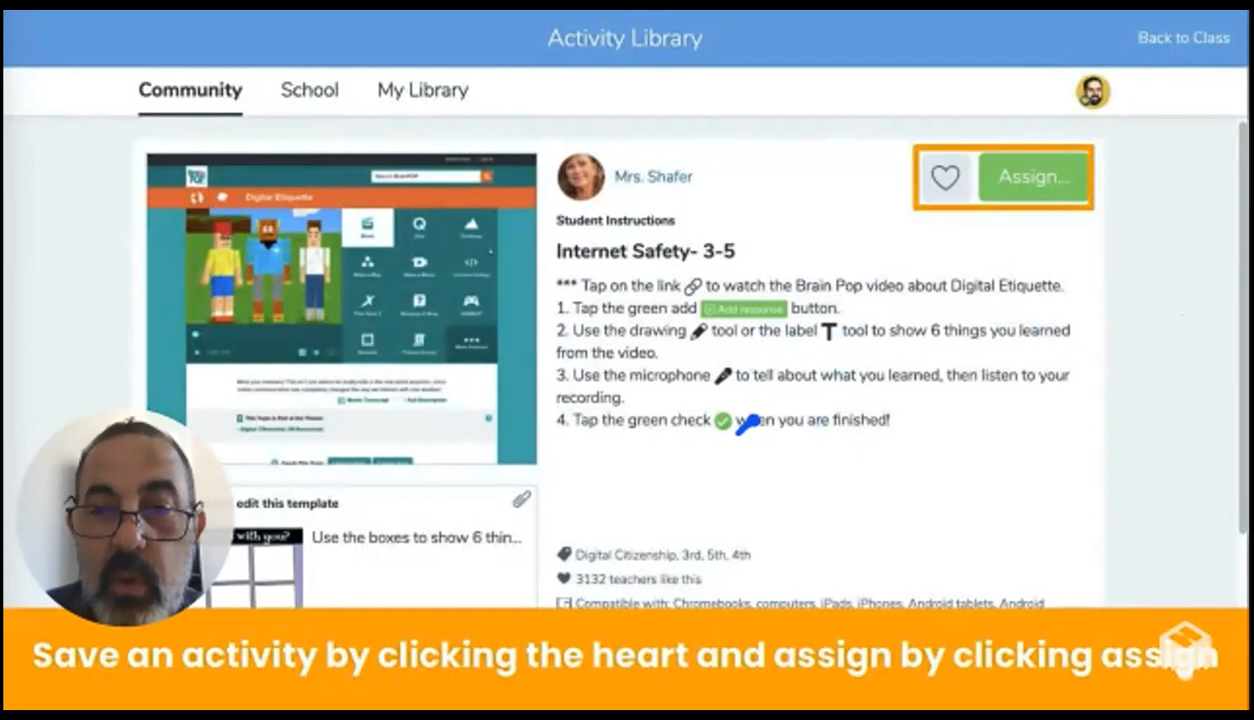 Activity Library
Back to Class
Community
School
My Library
Search BrainPOP
Digital Etiquette
Mrs. Shafer
Assign...
Student Instructions
Internet Safety- 3-5
*** Tap on the link to watch the Brain Pop video about Digital Etiquette.
1. Tap the green add Add response button.
2. Use the drawing tool or the label T tool to show 6 things you learned
from the video.
3. Use the microphone to tell about what you learned, then listen to your
recording.
4. Tap the green check when you are finished!
edit this template
with you?
Use the boxes to show 6 thin...
Digital Citizenship, 3rd, 5th, 4th
3132 teachers like this
Compatible with: Chromebooks, computers, iPads, iPhones, Android tablets, Android
Save an activity by clicking the heart and assign by clicking assign